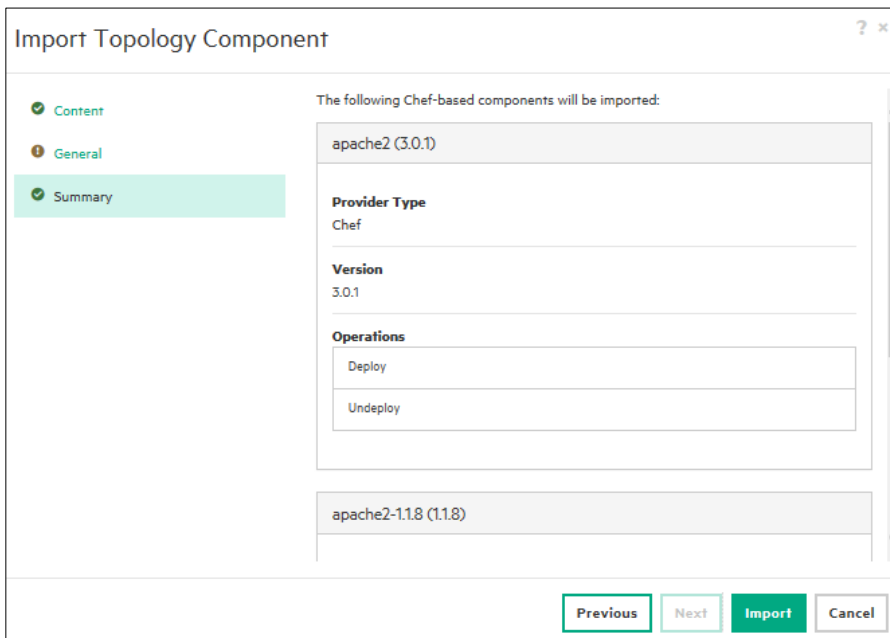 Import Topology Component
? ×
Content
General
Summary
The following Chef-based components will be imported:
apache2 (3.0.1)
Provider Type
Chef
Version
3.0.1
Operations
Deploy
Undeploy
apache2-1.1.8 (1.1.8)
Previous
Next
Import
Cancel